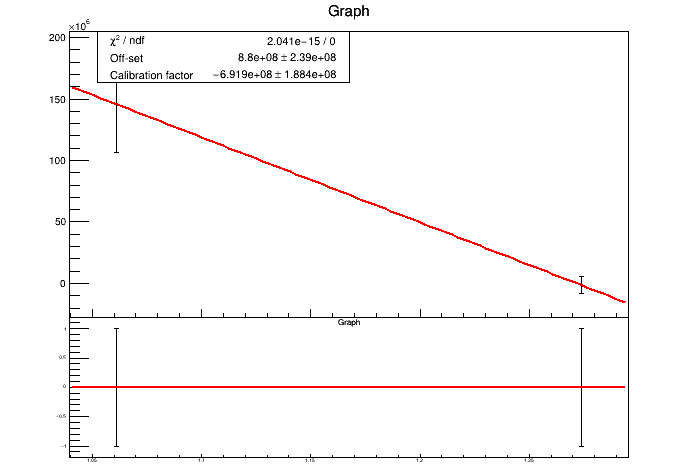 Graph
×10⁶
χ² / ndf 2.041e−15 / 0
Off-set 8.8e+08 ± 2.39e+08
Calibration factor −6.919e+08 ± 1.884e+08
200
150
100
50
0
Graph
1
0.5
0
−0.5
−1
1.05 1.1 1.15 1.2 1.25